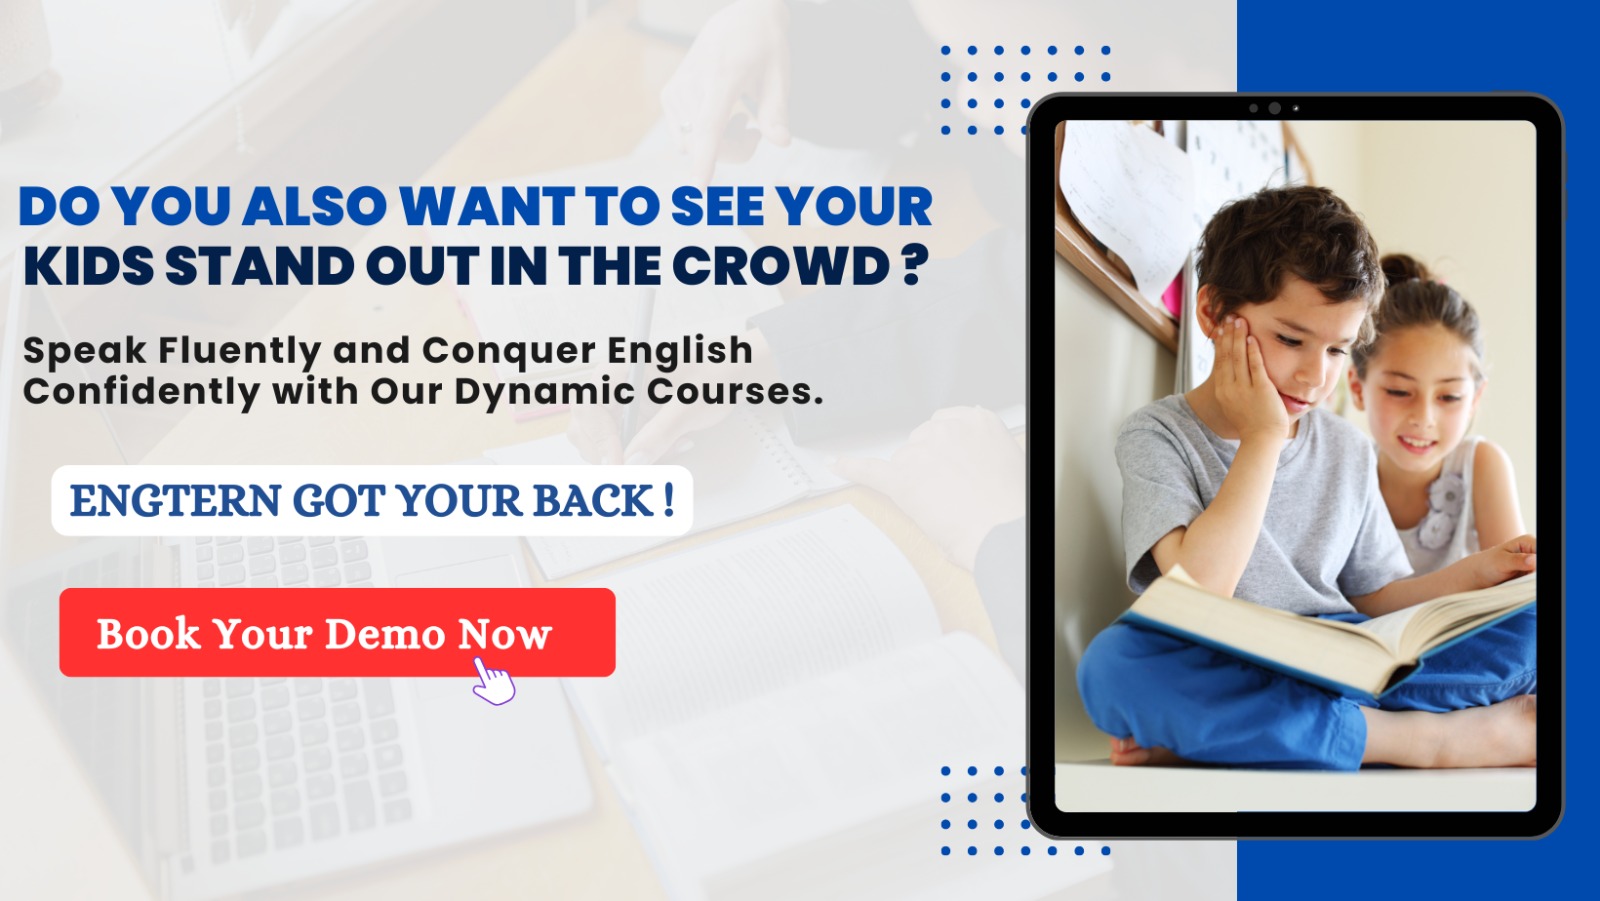 DO YOU ALSO WANT TO SEE YOUR
KIDS STAND OUT IN THE CROWD ?
Speak Fluently and Conquer English
Confidently with Our Dynamic Courses.
ENGTERN GOT YOUR BACK !
Book Your Demo Now